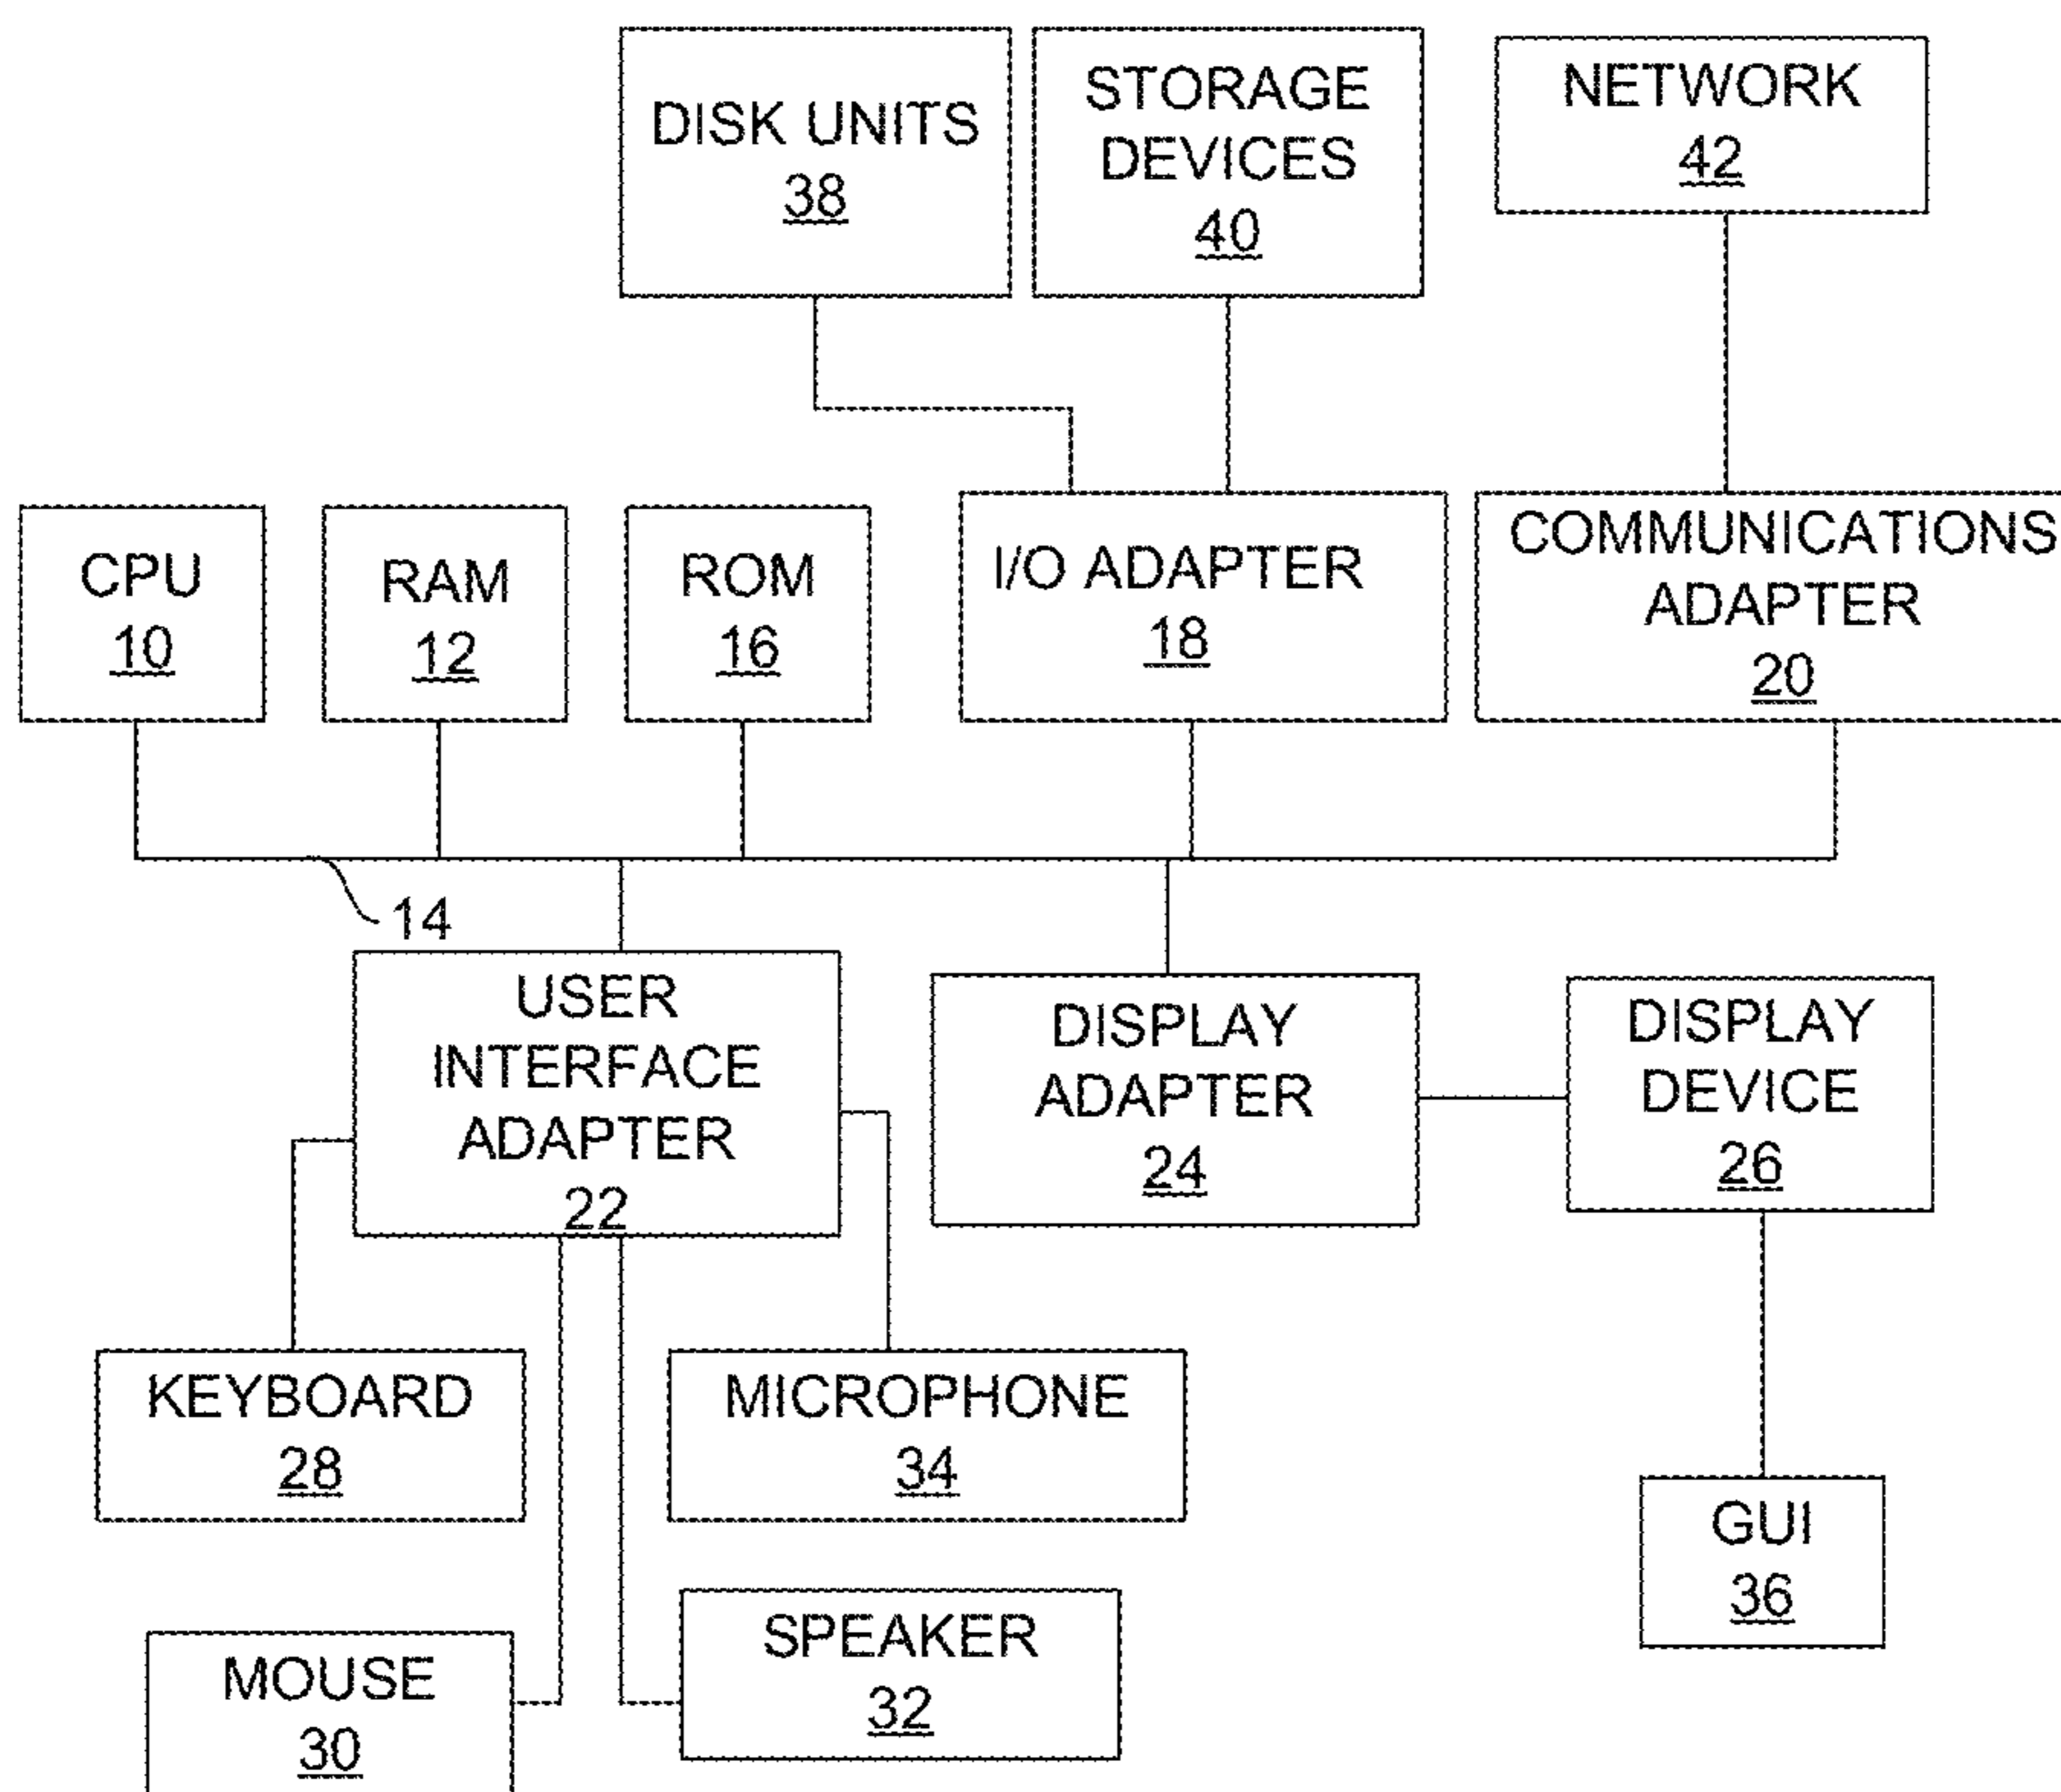 DISK UNITS
38
STORAGE
DEVICES
40
NETWORK
42
CPU
10
RAM
12
ROM
16
I/O ADAPTER
18
COMMUNICATIONS
ADAPTER
20
14
USER
INTERFACE
ADAPTER
22
DISPLAY
ADAPTER
24
DISPLAY
DEVICE
26
KEYBOARD
28
MICROPHONE
34
GUI
36
MOUSE
30
SPEAKER
32